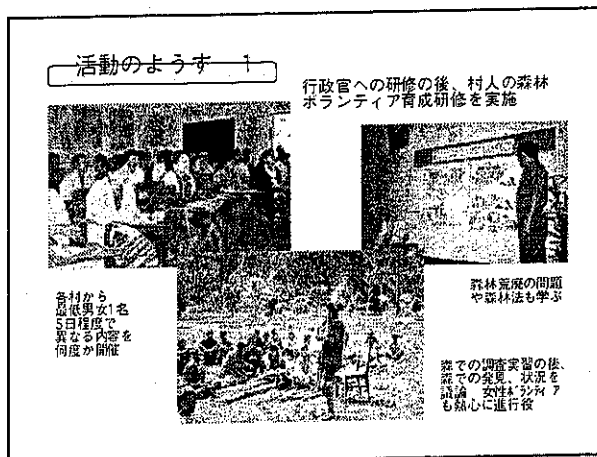 活動のようす 1
行政官への研修の後、村人の森林
ボランティア育成研修を実施
各村から
最低男女1名
5日程度で
異なる内容を
何度か開催
森林荒廃の問題
や森林法も学ぶ
森での調査実習の後、
森での発見、状況を
議論 女性ボランティア
も熱心に進行役